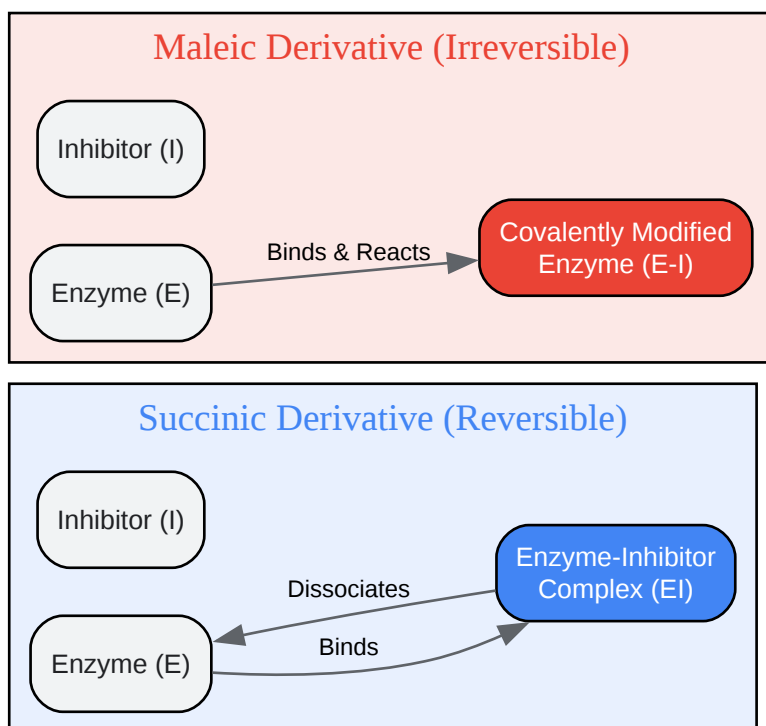 Maleic Derivative (Irreversible)
Inhibitor (I)
Covalently Modified
Enzyme (E-I)
Binds & Reacts
Enzyme (E)
Succinic Derivative (Reversible)
Inhibitor (I)
Enzyme-Inhibitor
Complex (EI)
Dissociates
Binds
Enzyme (E)